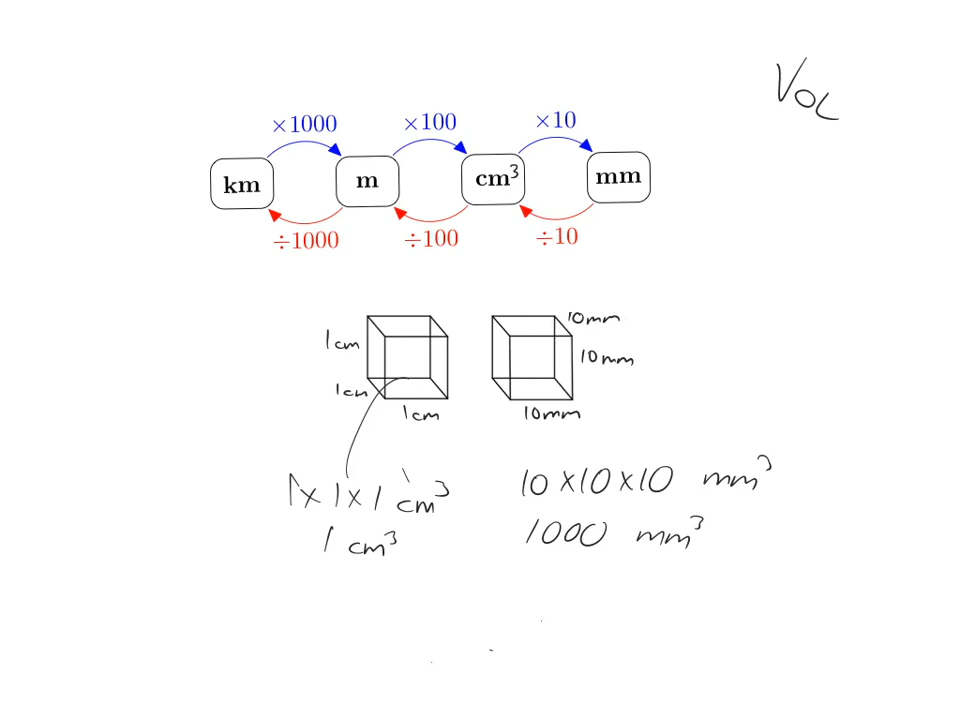 VOL
×1000 ×100 ×10
km m cm³ mm
÷1000 ÷100 ÷10
1cm 10mm
1cm 10mm
1cm 10mm
1×1×1 cm³ 10×10×10 mm³
1 cm³ 1000 mm³